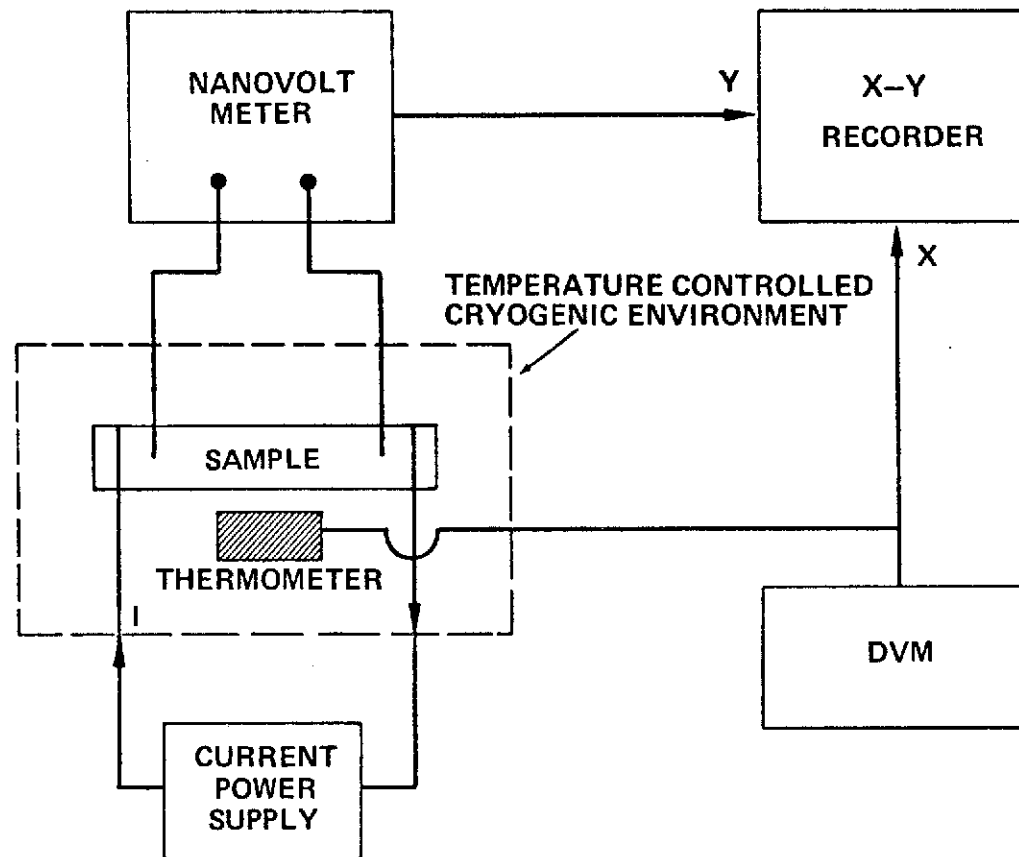 NANOVOLT
METER
Y
X–Y
RECORDER
X
TEMPERATURE CONTROLLED
CRYOGENIC ENVIRONMENT
SAMPLE
THERMOMETER
I
DVM
CURRENT
POWER
SUPPLY